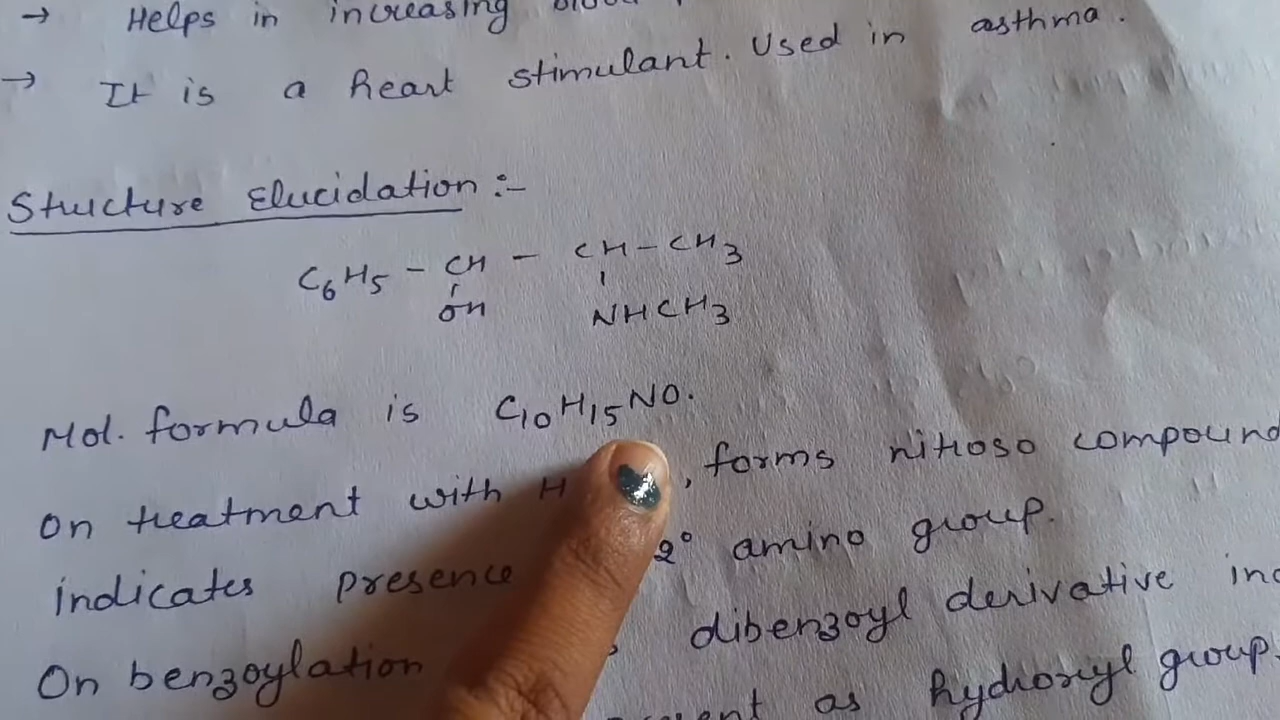 → Helps in increasing
→ It is a heart stimulant. Used in asthma.
Structure Elucidation :-
C6H5 - CH - CH - CH3
OH NHCH3
Mol. formula is C10H15NO.
On treatment with H , forms nitroso compound
indicates presence 2° amino group.
On benzoylation dibenzoyl derivative
as hydroxyl group.